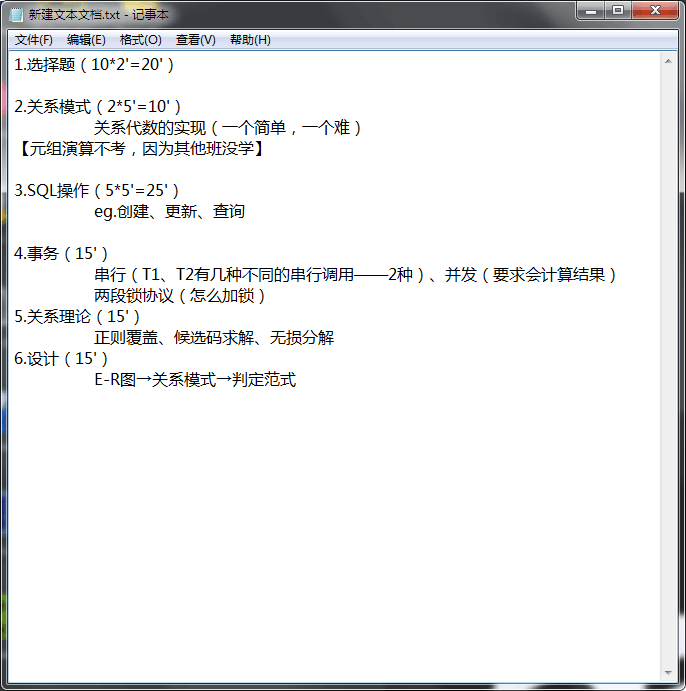 新建文本文档.txt - 记事本
文件(F) 编辑(E) 格式(O) 查看(V) 帮助(H)
1.选择题（10*2'=20'）
2.关系模式（2*5'=10'）
关系代数的实现（一个简单，一个难）
【元组演算不考，因为其他班没学】
3.SQL操作（5*5'=25'）
eg.创建、更新、查询
4.事务（15'）
串行（T1、T2有几种不同的串行调用——2种）、并发（要求会计算结果）
两段锁协议（怎么加锁）
5.关系理论（15'）
正则覆盖、候选码求解、无损分解
6.设计（15'）
E-R图→关系模式→判定范式